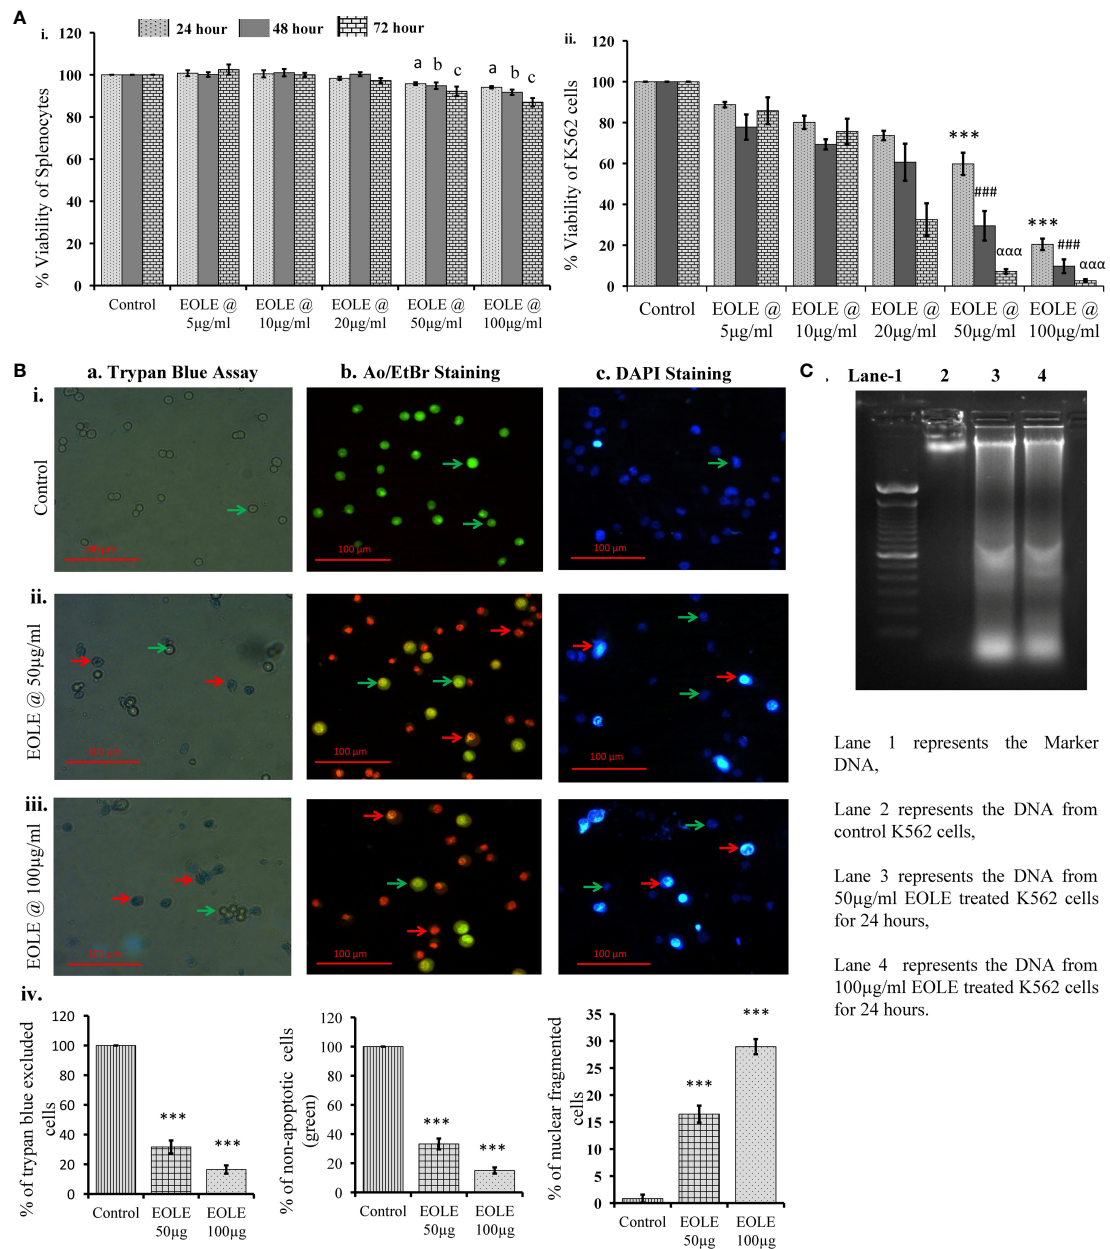 A
i.
24 hour 48 hour 72 hour
120
100
80
60
40
20
0
% Viability of Splenocytes
a b c
a b c
Control
EOLE @ 5µg/ml
EOLE @ 10µg/ml
EOLE @ 20µg/ml
EOLE @ 50µg/ml
EOLE @ 100µg/ml
ii.
120
100
80
60
40
20
0
% Viability of K562 cells
***
###
ααα
***
###
ααα
Control
EOLE @ 5µg/ml
EOLE @ 10µg/ml
EOLE @ 20µg/ml
EOLE @ 50µg/ml
EOLE @ 100µg/ml
B
a. Trypan Blue Assay
b. Ao/EtBr Staining
c. DAPI Staining
i.
Control
100 µm
100 µm
100 µm
ii.
EOLE @ 50µg/ml
100 µm
100 µm
100 µm
iii.
EOLE @ 100µg/ml
100 µm
100 µm
100 µm
iv.
120
100
80
60
40
20
0
% of trypan blue excluded
cells
***
***
Control
EOLE 50µg
EOLE 100µg
120
100
80
60
40
20
0
% of non-apoptotic cells
(green)
***
***
Control
EOLE 50µg
EOLE 100µg
35
30
25
20
15
10
5
0
% of nuclear fragmented
cells
***
***
Control
EOLE 50µg
EOLE 100µg
C
. Lane-1 2 3 4
Lane 1 represents the Marker
DNA,
Lane 2 represents the DNA from
control K562 cells,
Lane 3 represents the DNA from
50µg/ml EOLE treated K562 cells
for 24 hours,
Lane 4 represents the DNA from
100µg/ml EOLE treated K562 cells
for 24 hours.